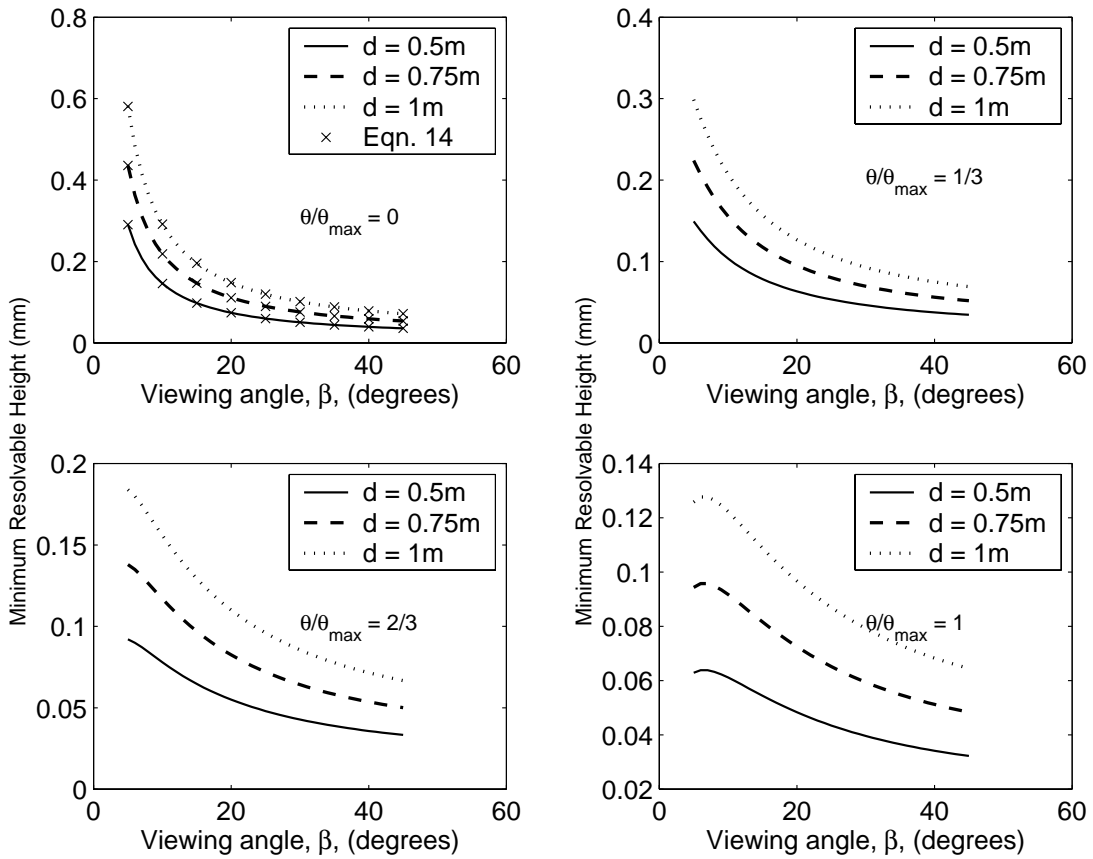 0.8
0.6
0.4
0.2
0
0
20
40
60
d = 0.5m
d = 0.75m
d = 1m
Eqn. 14
θ/θmax = 0
Viewing angle, β, (degrees)
0.4
0.3
0.2
0.1
0
0
20
40
60
d = 0.5m
d = 0.75m
d = 1m
θ/θmax = 1/3
Viewing angle, β, (degrees)
Minimum Resolvable Height (mm)
Minimum Resolvable Height (mm)
0.2
0.15
0.1
0.05
0
0
20
40
60
d = 0.5m
d = 0.75m
d = 1m
θ/θmax = 2/3
Viewing angle, β, (degrees)
0.14
0.12
0.1
0.08
0.06
0.04
0.02
0
20
40
60
d = 0.5m
d = 0.75m
d = 1m
θ/θmax = 1
Viewing angle, β, (degrees)